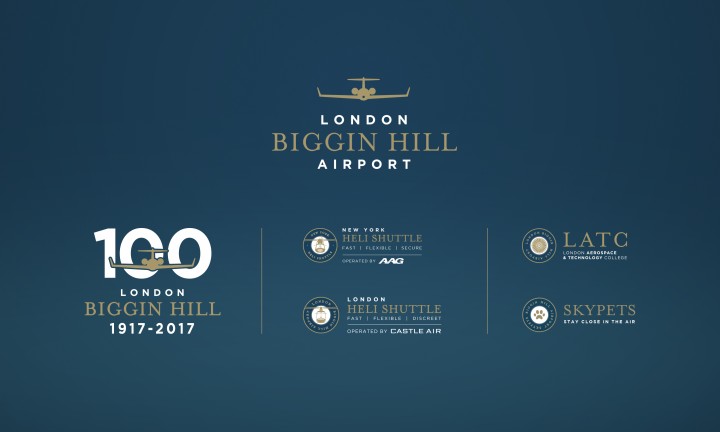 LONDON
BIGGIN HILL
AIRPORT
100
LONDON
BIGGIN HILL
1917-2017
NEW YORK
HELI SHUTTLE
FAST | FLEXIBLE | SECURE
OPERATED BY AAG
LONDON
HELI SHUTTLE
FAST | FLEXIBLE | DISCREET
OPERATED BY CASTLE AIR
LATC
LONDON AEROSPACE
& TECHNOLOGY COLLEGE
SKYPETS
STAY CLOSE IN THE AIR